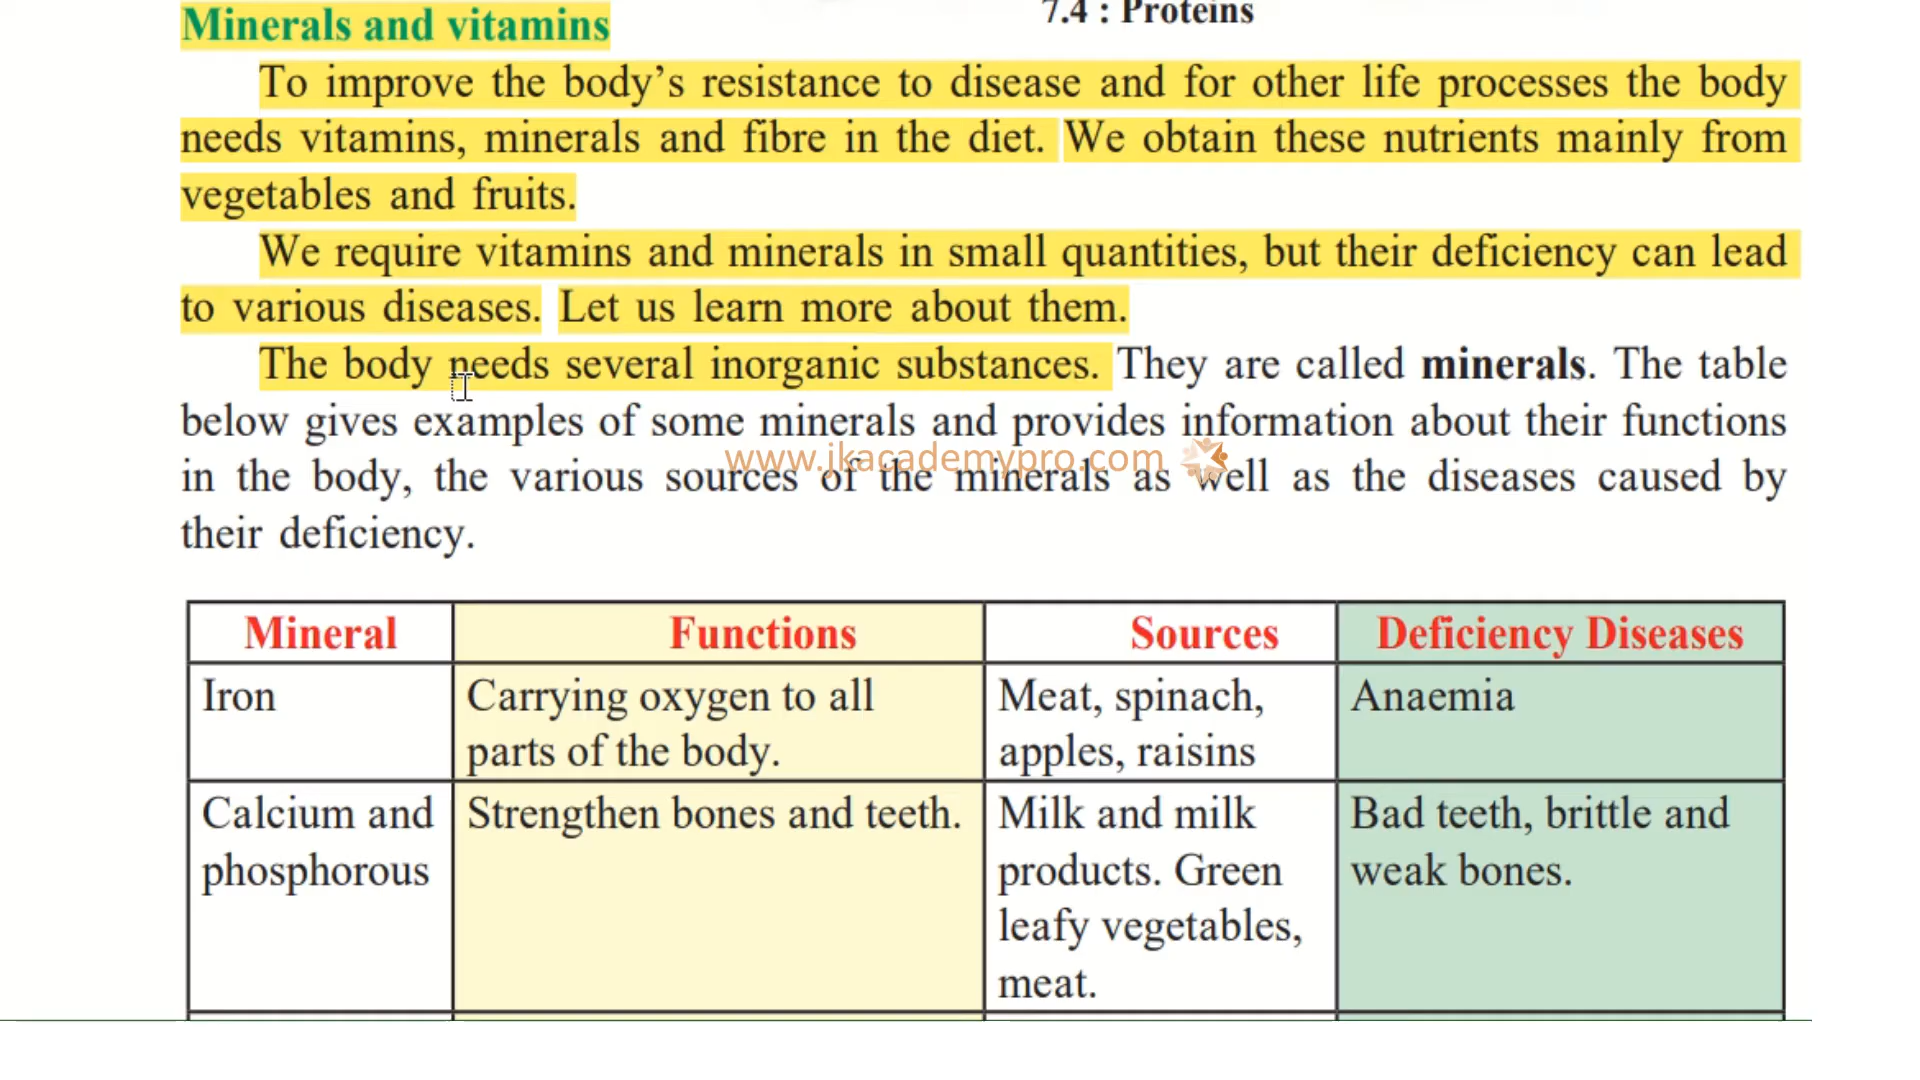 7.4 : Proteins
Minerals and vitamins
To improve the body’s resistance to disease and for other life processes the body
needs vitamins, minerals and fibre in the diet. We obtain these nutrients mainly from
vegetables and fruits.
We require vitamins and minerals in small quantities, but their deficiency can lead
to various diseases. Let us learn more about them.
The body needs several inorganic substances. They are called minerals. The table
below gives examples of some minerals and provides information about their functions
www.jkacademypro.com
in the body, the various sources of the minerals as well as the diseases caused by
their deficiency.
Mineral Functions Sources Deficiency Diseases
Iron Carrying oxygen to all Meat, spinach, Anaemia
parts of the body. apples, raisins
Calcium and Strengthen bones and teeth. Milk and milk Bad teeth, brittle and
phosphorous products. Green weak bones.
leafy vegetables,
meat.